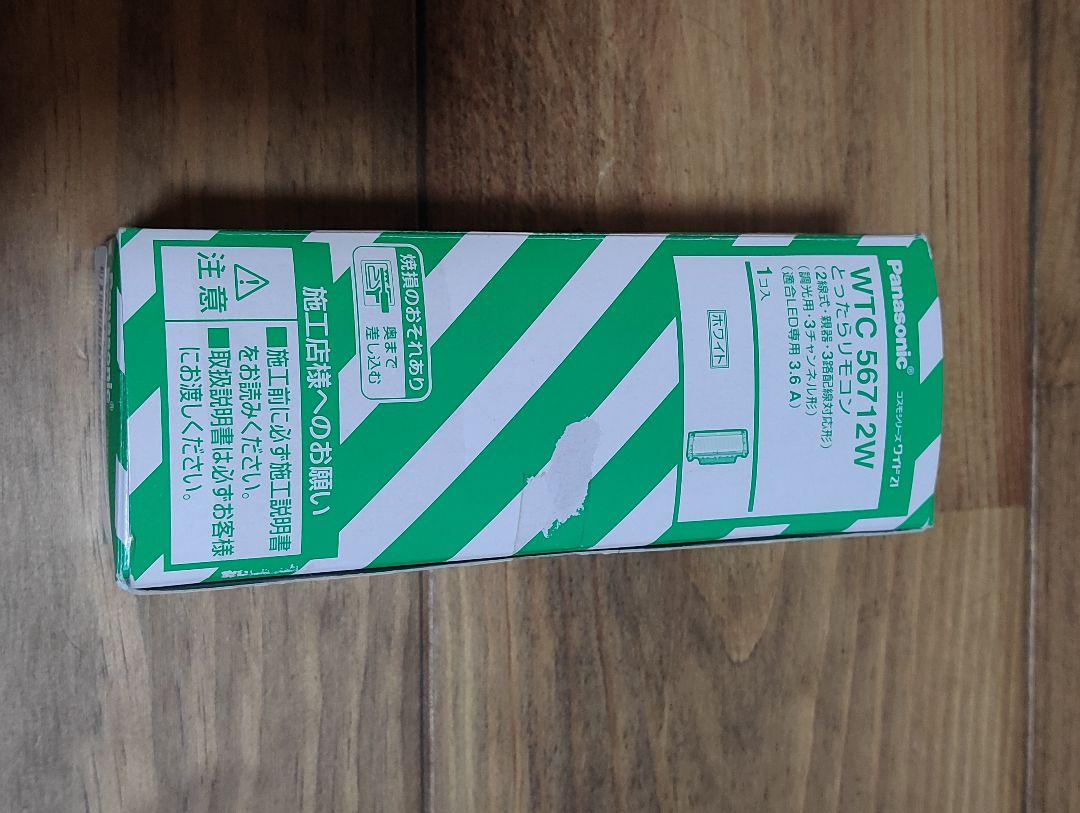 Panasonic®
コスモシリーズワイド21
WTC 56712W
とったらリモコン
(2線式・親器・3路配線対応形)
(調光用・3チャンネル形)
(適合LED専用 3.6A)
1コ入
ホワイト
焼損のおそれあり
奥まで
差し込む
施工店様へのお願い
注意
■施工前に必ず施工説明書
をお読みください。
■取扱説明書は必ずお客様
にお渡しください。